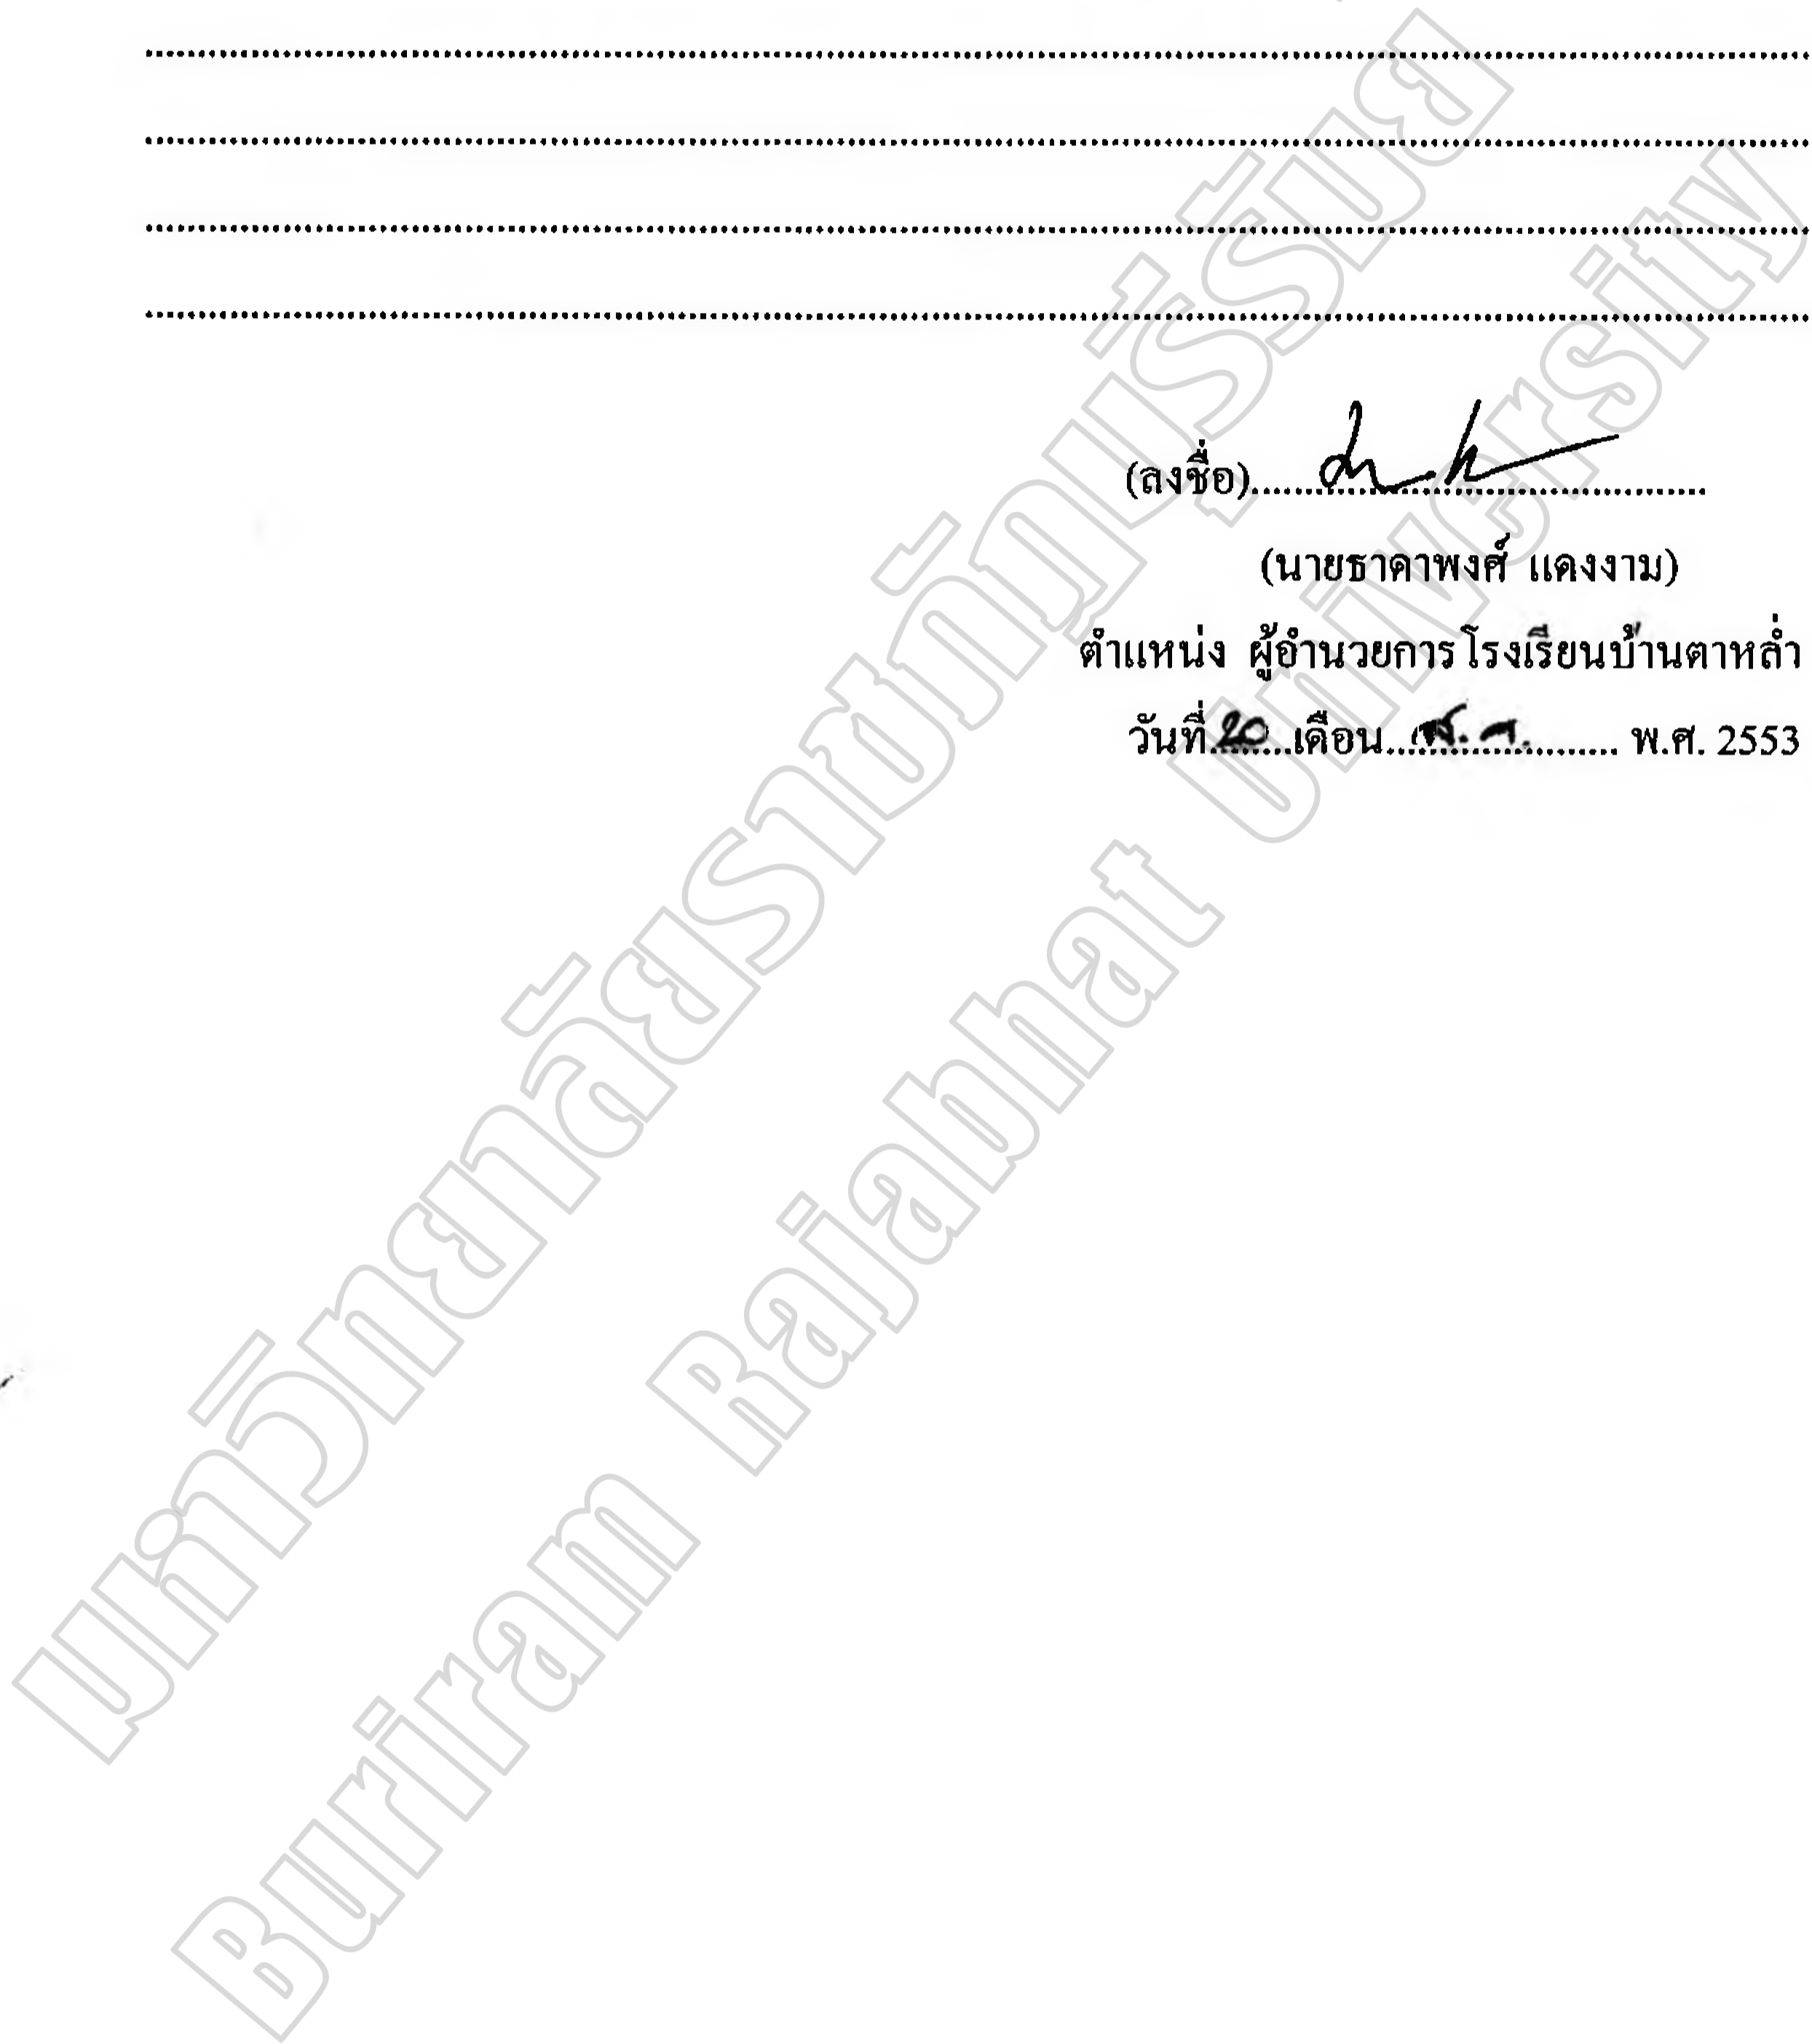 ................................................................................
................................................................................
................................................................................
................................................................................
(ลงชื่อ)........................................
(นายธาดาพงศ์ แดงงาม)
ตำแหน่ง ผู้อำนวยการโรงเรียนบ้านตาหล่ำ
วันที่ 20 เดือน ............ พ.ศ. 2553
มหาวิทยาลัยราชภัฏบุรีรัมย์
Buriram Rajabhat University